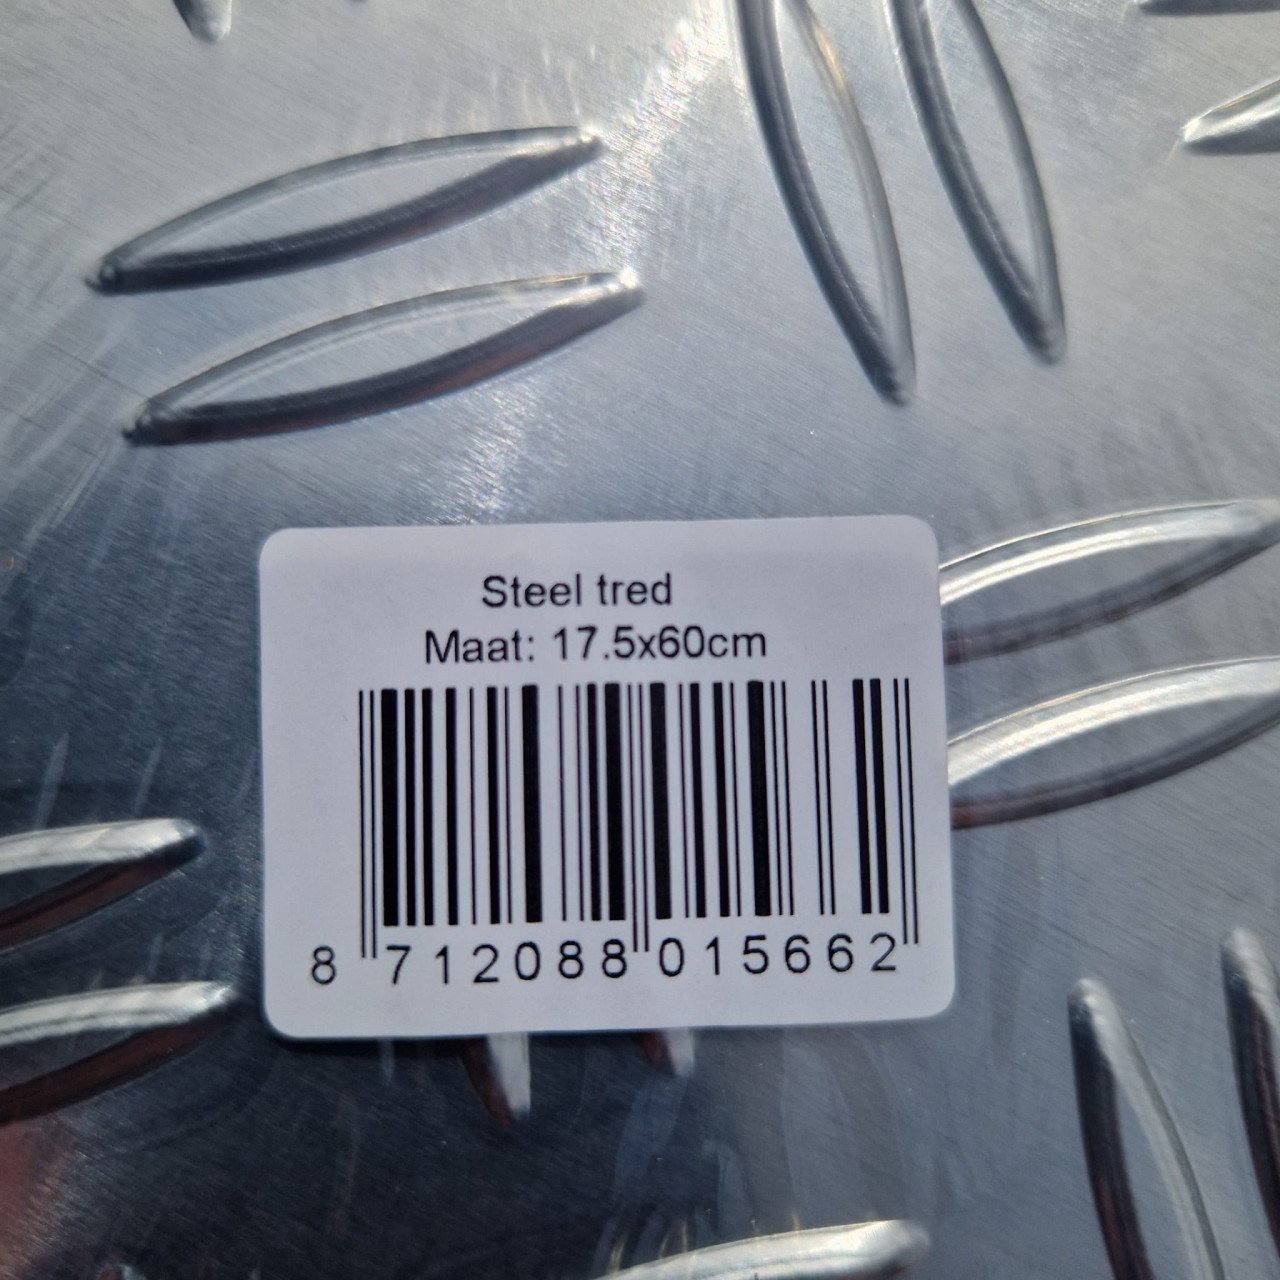 Steel tred
Maat: 17.5x60cm
8 712088 015662